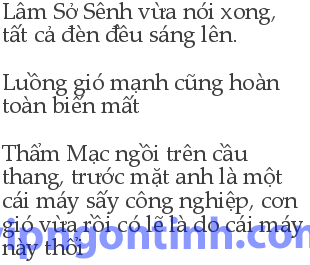 Lâm Sở Sênh vừa nói xong,
tất cả đèn đều sáng lên.
Luồng gió mạnh cũng hoàn
toàn biến mất
Thẩm Mạc ngồi trên cầu
thang, trước mặt anh là một
cái máy sấy công nghiệp, cơn
gió vừa rồi có lẽ là do cái máy
này thổi
vipngontinh.com